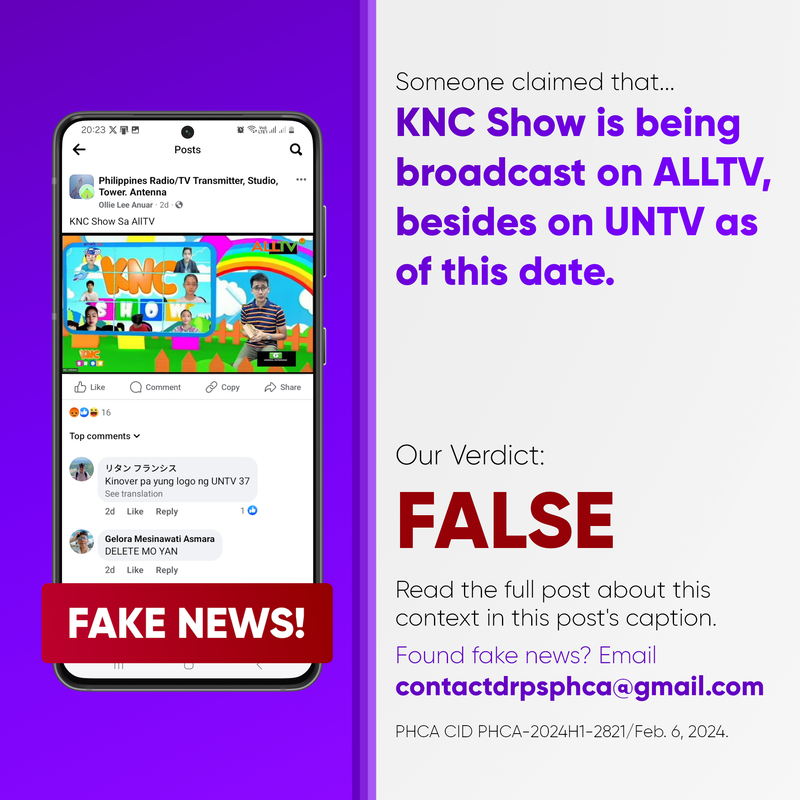 Someone claimed that...
KNC Show is being
broadcast on ALLTV,
besides on UNTV as
of this date.
20:23
Posts
Philippines Radio/TV Transmitter, Studio,
Tower. Antenna
Ollie Lee Anuar · 2d ·
KNC Show Sa AllTV
ALLTV
KNC
SHOW
KNC
SHOW
Like Comment Copy Share
16
Top comments
リタン フランシス
Kinover pa yung logo ng UNTV 37
See translation
2d Like Reply 1
Gelora Mesinawati Asmara
DELETE MO YAN
2d Like Reply
FAKE NEWS!
Our Verdict:
FALSE
Read the full post about this
context in this post's caption.
Found fake news? Email
contactdrpsphca@gmail.com
PHCA CID PHCA-2024H1-2821/Feb. 6, 2024.